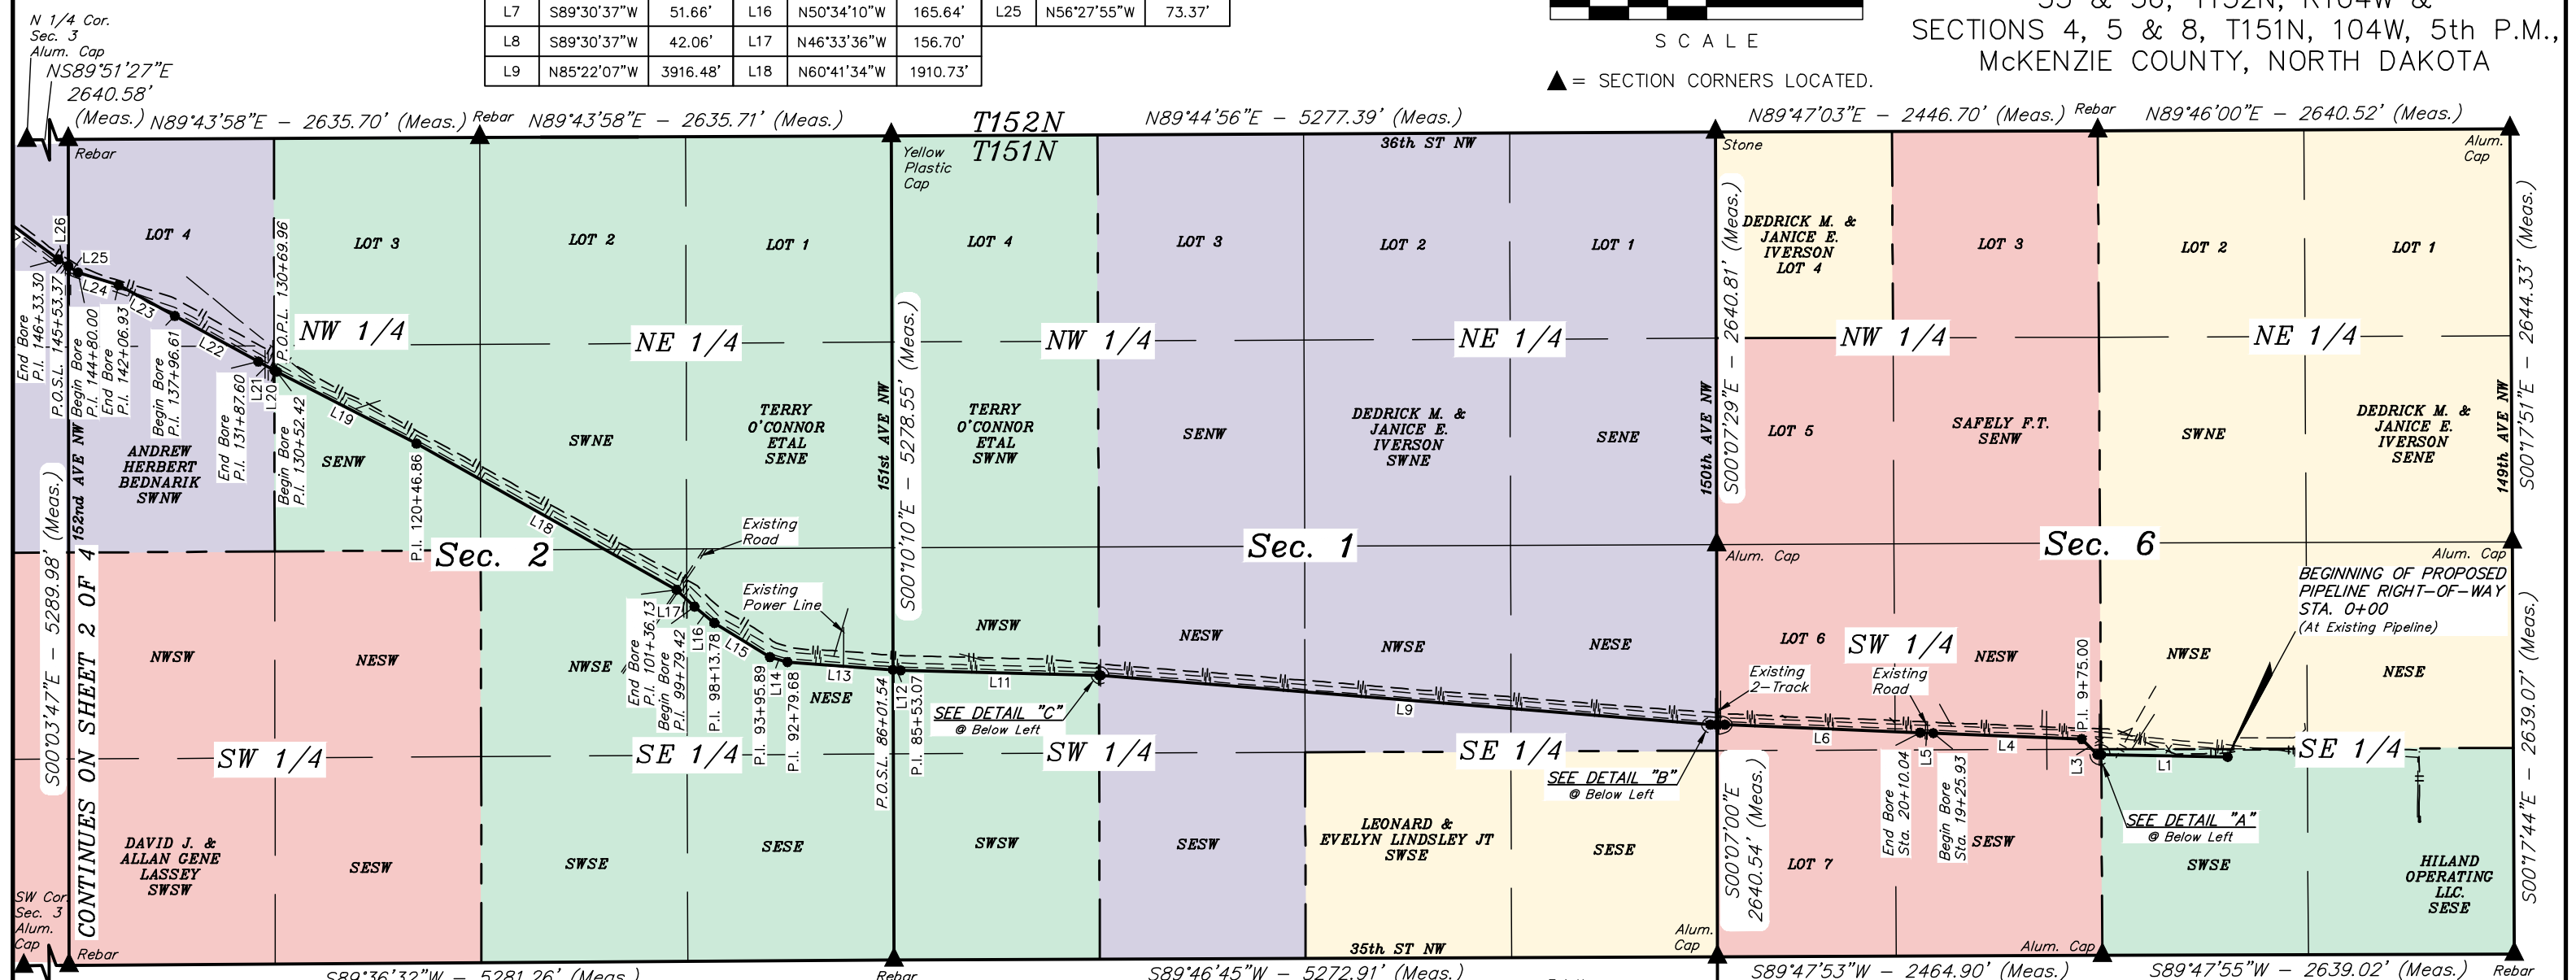 L7 S89°30'37"W 51.66' L16 N50°34'10"W 165.64' L25 N56°27'55"W 73.37'
L8 S89°30'37"W 42.06' L17 N46°33'36"W 156.70'
L9 N85°22'07"W 3916.48' L18 N60°41'34"W 1910.73'
SCALE
▲ = SECTION CORNERS LOCATED.
SECTIONS 4, 5 & 8, T151N, 104W, 5th P.M.,
McKENZIE COUNTY, NORTH DAKOTA
N 1/4 Cor.
Sec. 3
Alum. Cap
NS89°51'27"E
2640.58'
(Meas.)
N89°43'58"E - 2635.70' (Meas.)
Rebar
N89°43'58"E - 2635.71' (Meas.)
T152N
T151N
N89°44'56"E - 5277.39' (Meas.)
N89°47'03"E - 2446.70' (Meas.)
Rebar
N89°46'00"E - 2640.52' (Meas.)
Rebar
Yellow
Plastic
Cap
36th ST NW
Stone
Alum.
Cap
LOT 4
LOT 3
LOT 2
LOT 1
LOT 4
LOT 3
LOT 2
LOT 1
DEDRICK M. &
JANICE E.
IVERSON
LOT 4
LOT 3
LOT 2
LOT 1
L26
L25
L24
L23
L22
L21
L20
L19
L18
End Bore
P.I. 146+33.30
P.O.S.L. 145+53.37
Begin Bore
P.I. 144+80.00
End Bore
P.I. 142+06.93
Begin Bore
P.I. 137+96.61
End Bore
P.I. 131+87.60
P.O.P.L. 130+69.96
Begin Bore
P.I. 130+52.42
P.I. 120+46.86
NW 1/4
NE 1/4
NW 1/4
NE 1/4
NW 1/4
NE 1/4
152nd AVE NW
151st AVE NW
150th AVE NW
149th AVE NW
S00°03'47"E - 5289.98' (Meas.)
S00°10'10"E - 5278.55' (Meas.)
S00°07'29"E - 2640.81' (Meas.)
S00°17'51"E - 2644.33' (Meas.)
ANDREW
HERBERT
BEDNARIK
SWNW
SENW
SWNE
TERRY
O'CONNOR
ETAL
SENE
TERRY
O'CONNOR
ETAL
SWNW
SENW
DEDRICK M. &
JANICE E.
IVERSON
SWNE
SENE
LOT 5
SAFELY F.T.
SENW
SWNE
DEDRICK M. &
JANICE E.
IVERSON
SENE
Sec. 2
Sec. 1
Sec. 6
Alum. Cap
Alum. Cap
Existing
Road
Existing
Power Line
BEGINNING OF PROPOSED
PIPELINE RIGHT-OF-WAY
STA. 0+00
(At Existing Pipeline)
CONTINUES ON SHEET 2 OF 4
NWSW
NESW
NWSE
NESE
NWSW
NESW
NWSE
NESE
LOT 6
SW 1/4
NESW
NWSE
NESE
End Bore
P.I. 101+36.13
L17
Begin Bore
P.I. 99+79.42
L16
P.I. 98+13.78
L15
P.I. 93+95.89
L14
P.I. 92+79.68
L13
P.O.S.L. 86+01.54
L12
P.I. 85+53.07
L11
L9
L6
L5
L4
L3
L1
SEE DETAIL "C"
@ Below Left
SEE DETAIL "B"
@ Below Left
SEE DETAIL "A"
@ Below Left
Existing
2-Track
Existing
Road
P.I. 9+75.00
End Bore
Sta. 20+10.04
Begin Bore
Sta. 19+25.93
SW 1/4
SE 1/4
SW 1/4
SE 1/4
SE 1/4
S00°07'00"E
2640.54' (Meas.)
S00°17'44"E - 2639.07' (Meas.)
DAVID J. &
ALLAN GENE
LASSEY
SWSW
SESW
SWSE
SESE
SWSW
SESW
LEONARD &
EVELYN LINDSLEY JT
SWSE
SESE
LOT 7
SESW
SWSE
HILAND
OPERATING
LLC.
SESE
SW Cor.
Sec. 3
Alum.
Cap
Rebar
35th ST NW
Alum.
Cap
Alum. Cap
S89°36'32"W - 5281.26' (Meas.)
Rebar
S89°46'45"W - 5272.91' (Meas.)
S89°47'53"W - 2464.90' (Meas.)
S89°47'55"W - 2639.02' (Meas.)
Rebar